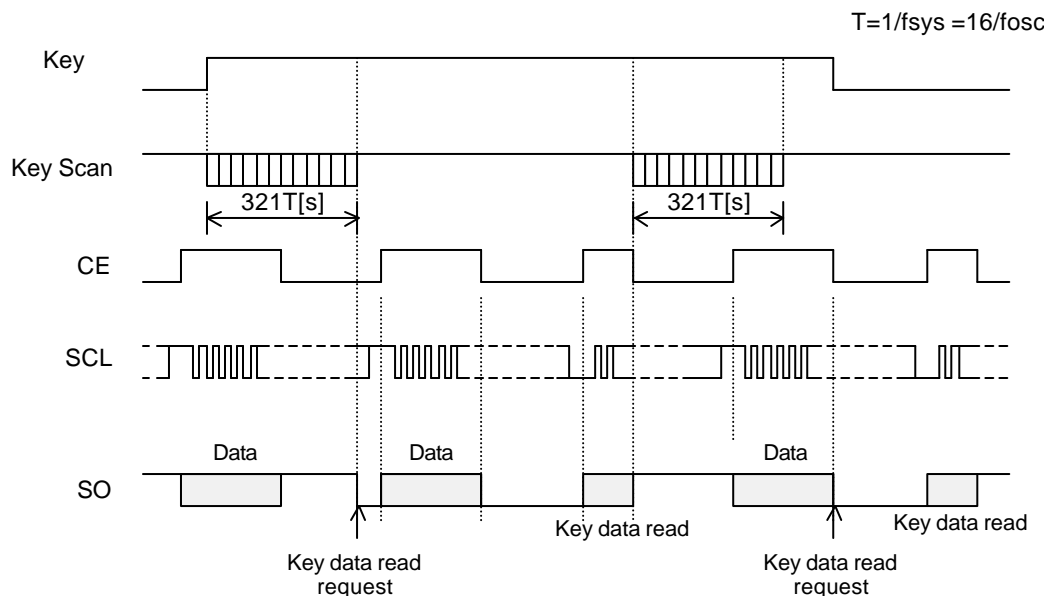 T=1/fsys =16/fosc
Key
Key Scan
321T[s]
321T[s]
CE
SCL
Data
Data
Data
SO
Key data read
Key data read
Key data read
request
Key data read
request